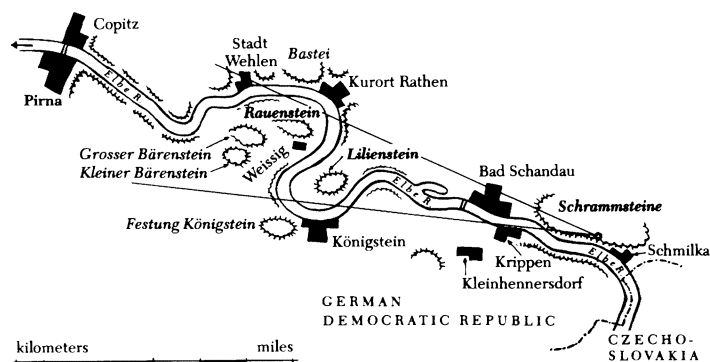 Copitz
Stadt
Wehlen
Bastei
Kurort Rathen
Elbe R.
Pirna
Rauenstein
Grosser Bärenstein
Kleiner Bärenstein
Weissig
Lilienstein
Bad Schandau
Elbe R.
Schrammsteine
Festung Königstein
Königstein
Krippen
Elbe R.
Schmilka
Kleinhennersdorf
GERMAN
DEMOCRATIC REPUBLIC
CZECHO-
SLOVAKIA
kilometers miles